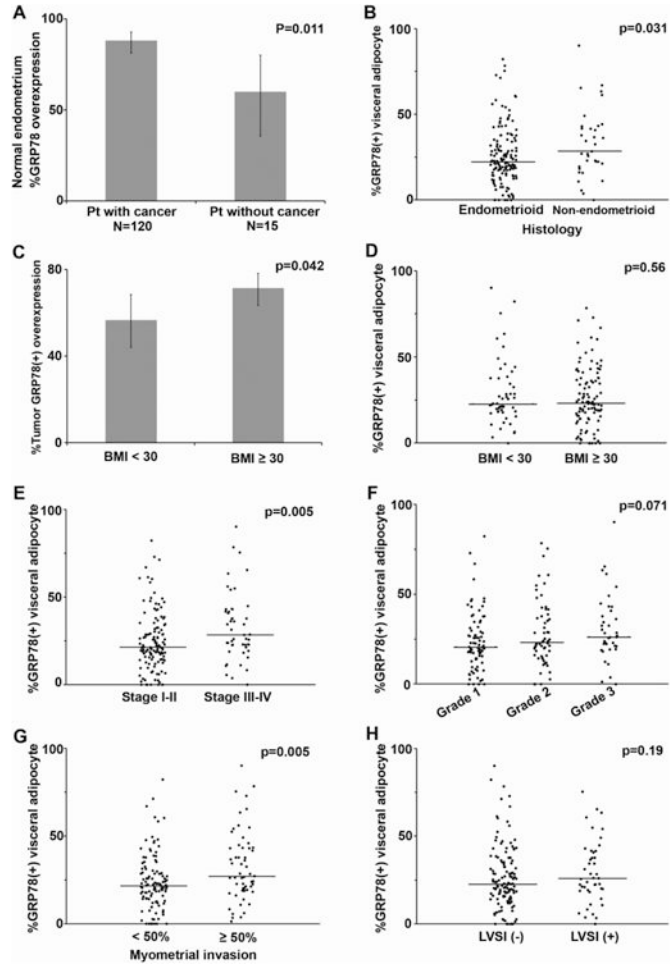 A
P=0.011
Normal endometrium
%GRP78 overexpression
100
50
0
Pt with cancer
N=120
Pt without cancer
N=15
B
p=0.031
%GRP78(+) visceral adipocyte
100
50
0
Endometrioid
Non-endometrioid
Histology
C
p=0.042
%Tumor GRP78(+) overexpression
80
40
0
BMI < 30
BMI ≥ 30
D
p=0.56
%GRP78(+) visceral adipocyte
100
50
0
BMI < 30
BMI ≥ 30
E
p=0.005
%GRP78(+) visceral adipocyte
100
50
0
Stage I-II
Stage III-IV
F
p=0.071
%GRP78(+) visceral adipocyte
100
50
0
Grade 1
Grade 2
Grade 3
G
p=0.005
%GRP78(+) visceral adipocyte
100
50
0
< 50%
≥ 50%
Myometrial invasion
H
p=0.19
%GRP78(+) visceral adipocyte
100
50
0
LVSI (-)
LVSI (+)